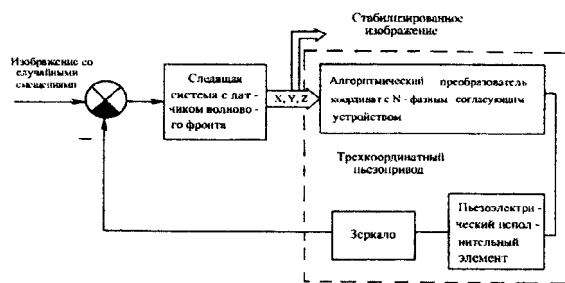 Стабилизированное
изображение
Изображение со
случайными
смещениями
Следящая
система с дат-
чиком волново-
го фронта
X, Y, Z
Алгоритмический преобразователь
координат с N - фазным согласующим
устройством
Трехкоординатный
пьезопривод
Зеркало
Пьезоэлектри-
ческий испол-
нительный
элемент